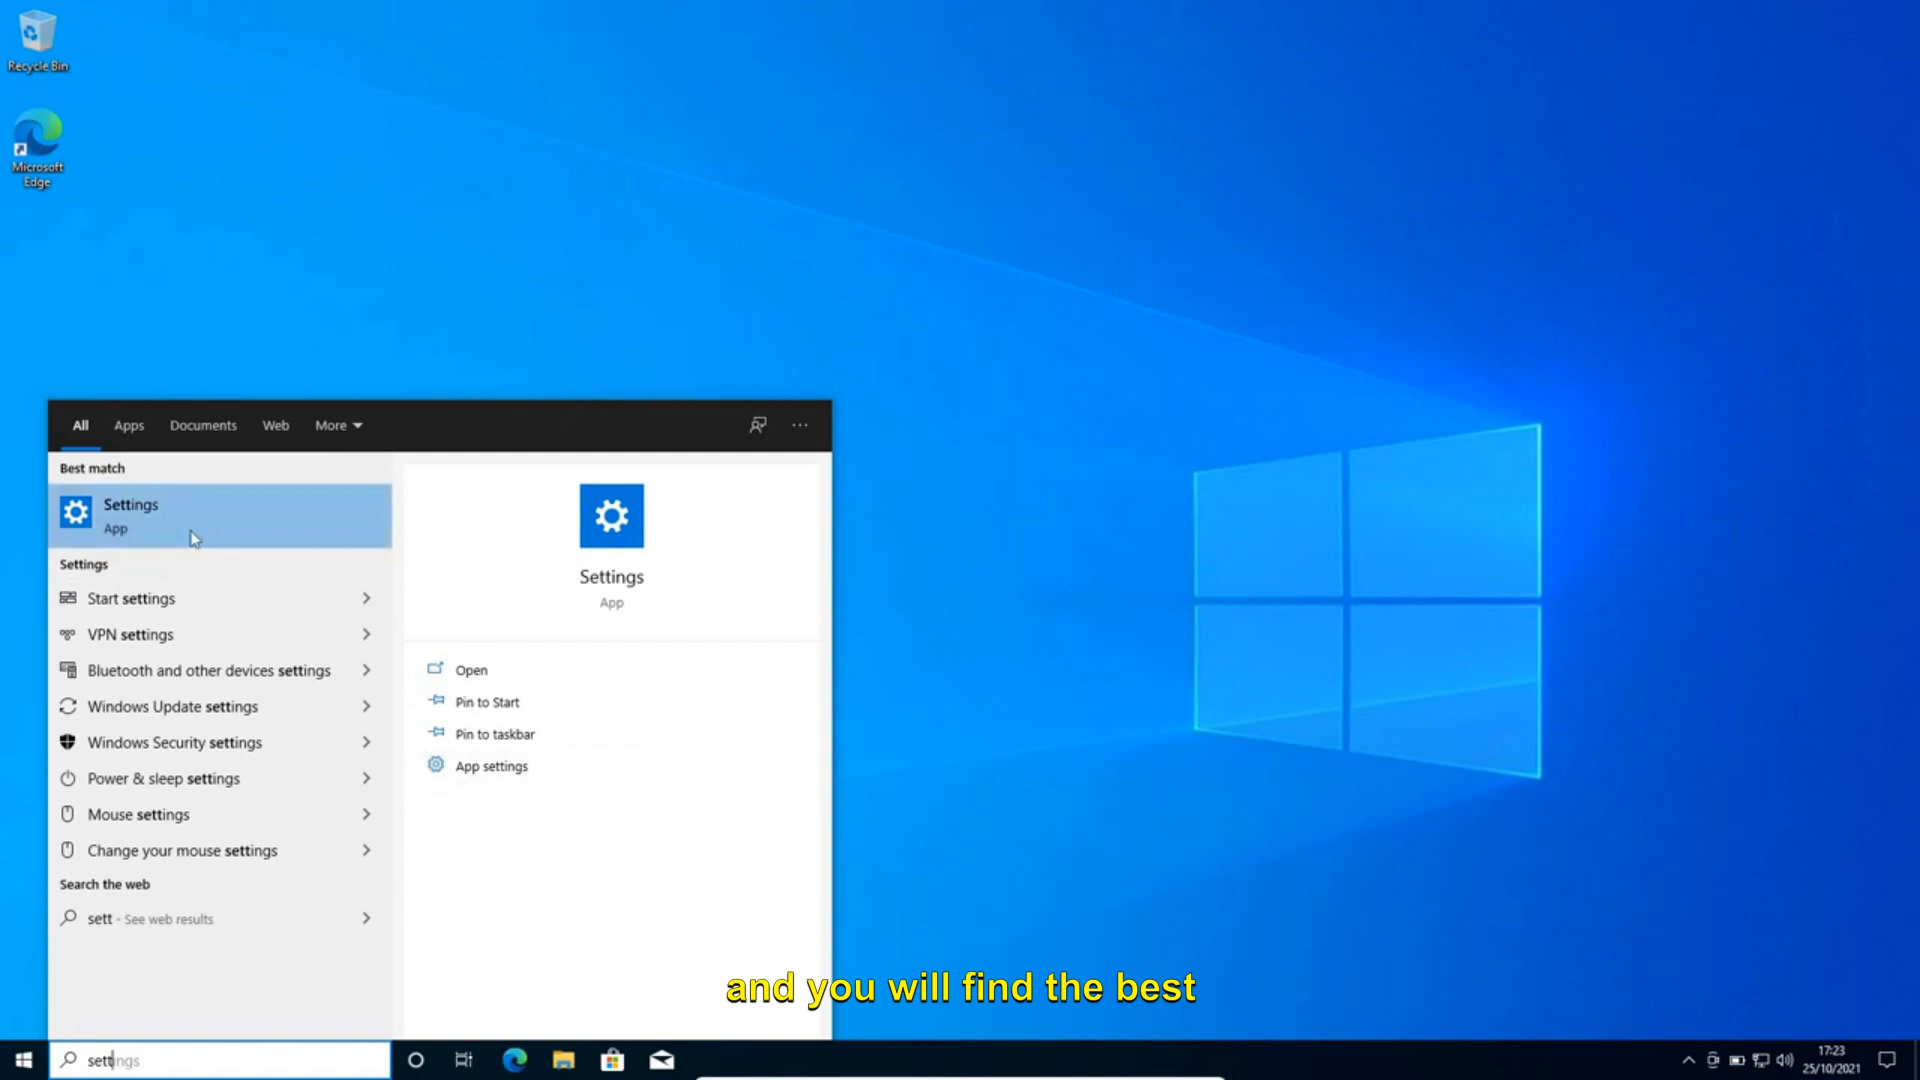 Recycle Bin
Microsoft
Edge
All
Apps
Documents
Web
More
Best match
Settings
App
Settings
Start settings
VPN settings
Bluetooth and other devices settings
Windows Update settings
Windows Security settings
Power & sleep settings
Mouse settings
Change your mouse settings
Search the web
sett - See web results
Settings
App
Open
Pin to Start
Pin to taskbar
App settings
and you will find the best
settings
17:23
25/10/2021